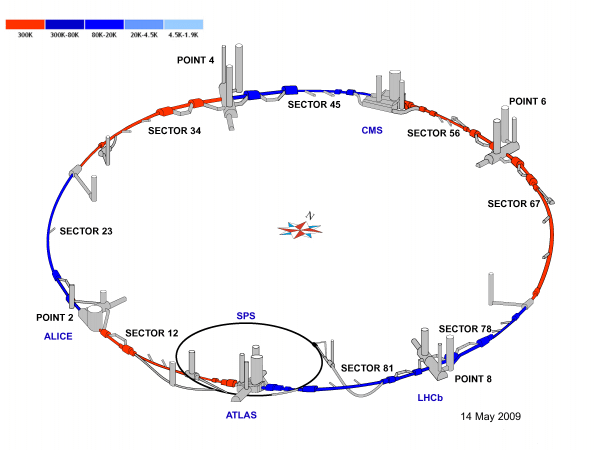 300K 300K-80K 80K-20K 20K-4.5K 4.5K-1.9K
POINT 4
SECTOR 45
SECTOR 34
CMS
POINT 6
SECTOR 56
SECTOR 67
N
SECTOR 23
POINT 2
ALICE
SECTOR 12
SPS
SECTOR 78
SECTOR 81
POINT 8
LHCb
ATLAS
14 May 2009